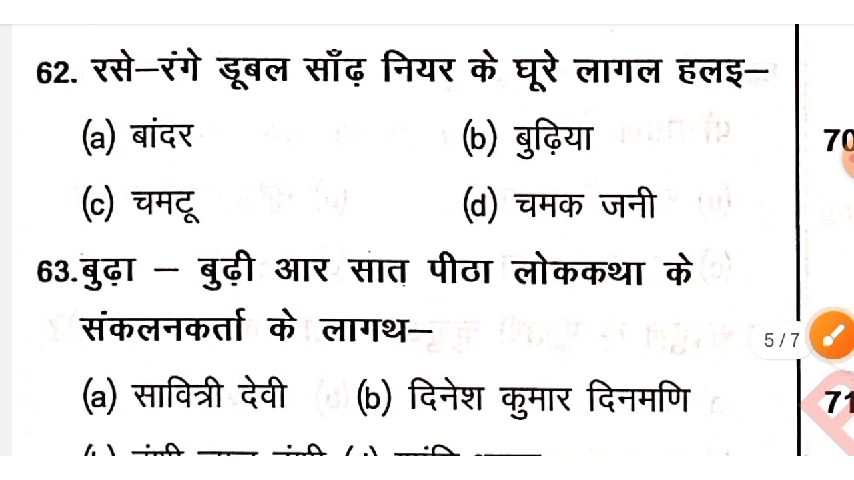 62. रसे–रंगे डूबल साँढ़ नियर के घूरे लागल हलइ–
(a) बांदर (b) बुढ़िया
(c) चमटू (d) चमक जनी
63.बुढ़ा – बुढ़ी आर सात पीठा लोककथा के
संकलनकर्ता के लागथ–
(a) सावित्री देवी (b) दिनेश कुमार दिनमणि
70
5 / 7
71